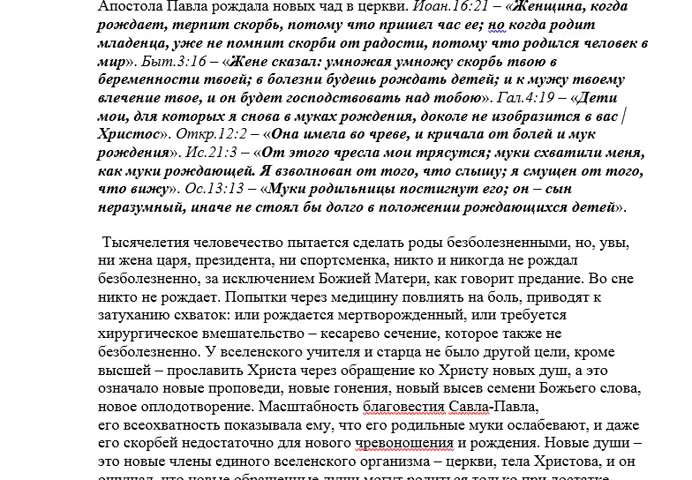 Апостола Павла рождала новых чад в церкви. Иоан.16:21 – «Женщина, когда
рождает, терпит скорбь, потому что пришел час ее; но когда родит
младенца, уже не помнит скорби от радости, потому что родился человек в
мир». Быт.3:16 – «Жене сказал: умножая умножу скорбь твою в
беременности твоей; в болезни будешь рождать детей; и к мужу твоему
влечение твое, и он будет господствовать над тобою». Гал.4:19 – «Дети
мои, для которых я снова в муках рождения, доколе не изобразится в вас
Христос». Откр.12:2 – «Она имела во чреве, и кричала от болей и мук
рождения». Ис.21:3 – «От этого чресла мои трясутся; муки схватили меня,
как муки рождающей. Я взволнован от того, что слышу; я смущен от того,
что вижу». Ос.13:13 – «Муки родильницы постигнут его; он – сын
неразумный, иначе не стоял бы долго в положении рождающихся детей».
Тысячелетия человечество пытается сделать роды безболезненными, но, увы,
ни жена царя, президента, ни спортсменка, никто и никогда не рождал
безболезненно, за исключением Божией Матери, как говорит предание. Во сне
никто не рождает. Попытки через медицину повлиять на боль, приводят к
затуханию схваток: или рождается мертворожденный, или требуется
хирургическое вмешательство – кесарево сечение, которое также не
безболезненно. У вселенского учителя и старца не было другой цели, кроме
высшей – прославить Христа через обращение ко Христу новых душ, а это
означало новые проповеди, новые гонения, новый высев семени Божьего слова,
новое оплодотворение. Масштабность благовестия Савла-Павла,
его всеохватность показывала ему, что его родильные муки ослабевают, и даже
его скорбей недостаточно для нового чревоношения и рождения. Новые души –
это новые члены единого вселенского организма – церкви, тела Христова, и он
ощущал, что новые обращенные души могут родиться только при достатке